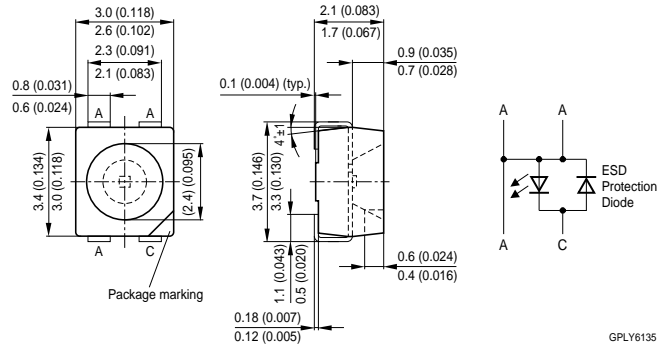 3.0 (0.118)
2.6 (0.102)
2.3 (0.091)
2.1 (0.083)
0.8 (0.031)
0.6 (0.024)
A A
3.4 (0.134)
3.0 (0.118)
(2.4) (0.095)
A C
Package marking
2.1 (0.083)
1.7 (0.067)
0.9 (0.035)
0.7 (0.028)
0.1 (0.004) (typ.)
4°±1
3.7 (0.146)
3.3 (0.130)
1.1 (0.043)
0.5 (0.020)
0.6 (0.024)
0.4 (0.016)
0.18 (0.007)
0.12 (0.005)
A A
ESD
Protection
Diode
A C
GPLY6135